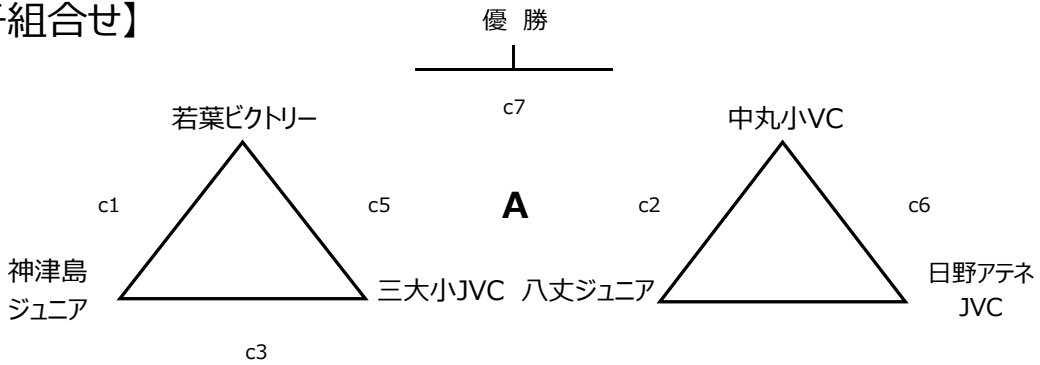 組合せ】
優 勝
c7
若葉ビクトリー
中丸小VC
c1
c5
A
c2
c6
神津島
ジュニア
三大小JVC
八丈ジュニア
日野アテネ
JVC
c3